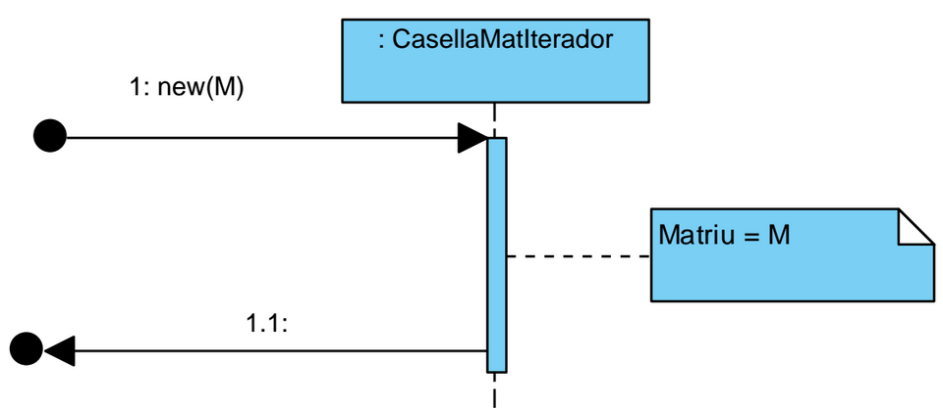 : CasellaMatIterador
1: new(M)
Matriu = M
1.1: